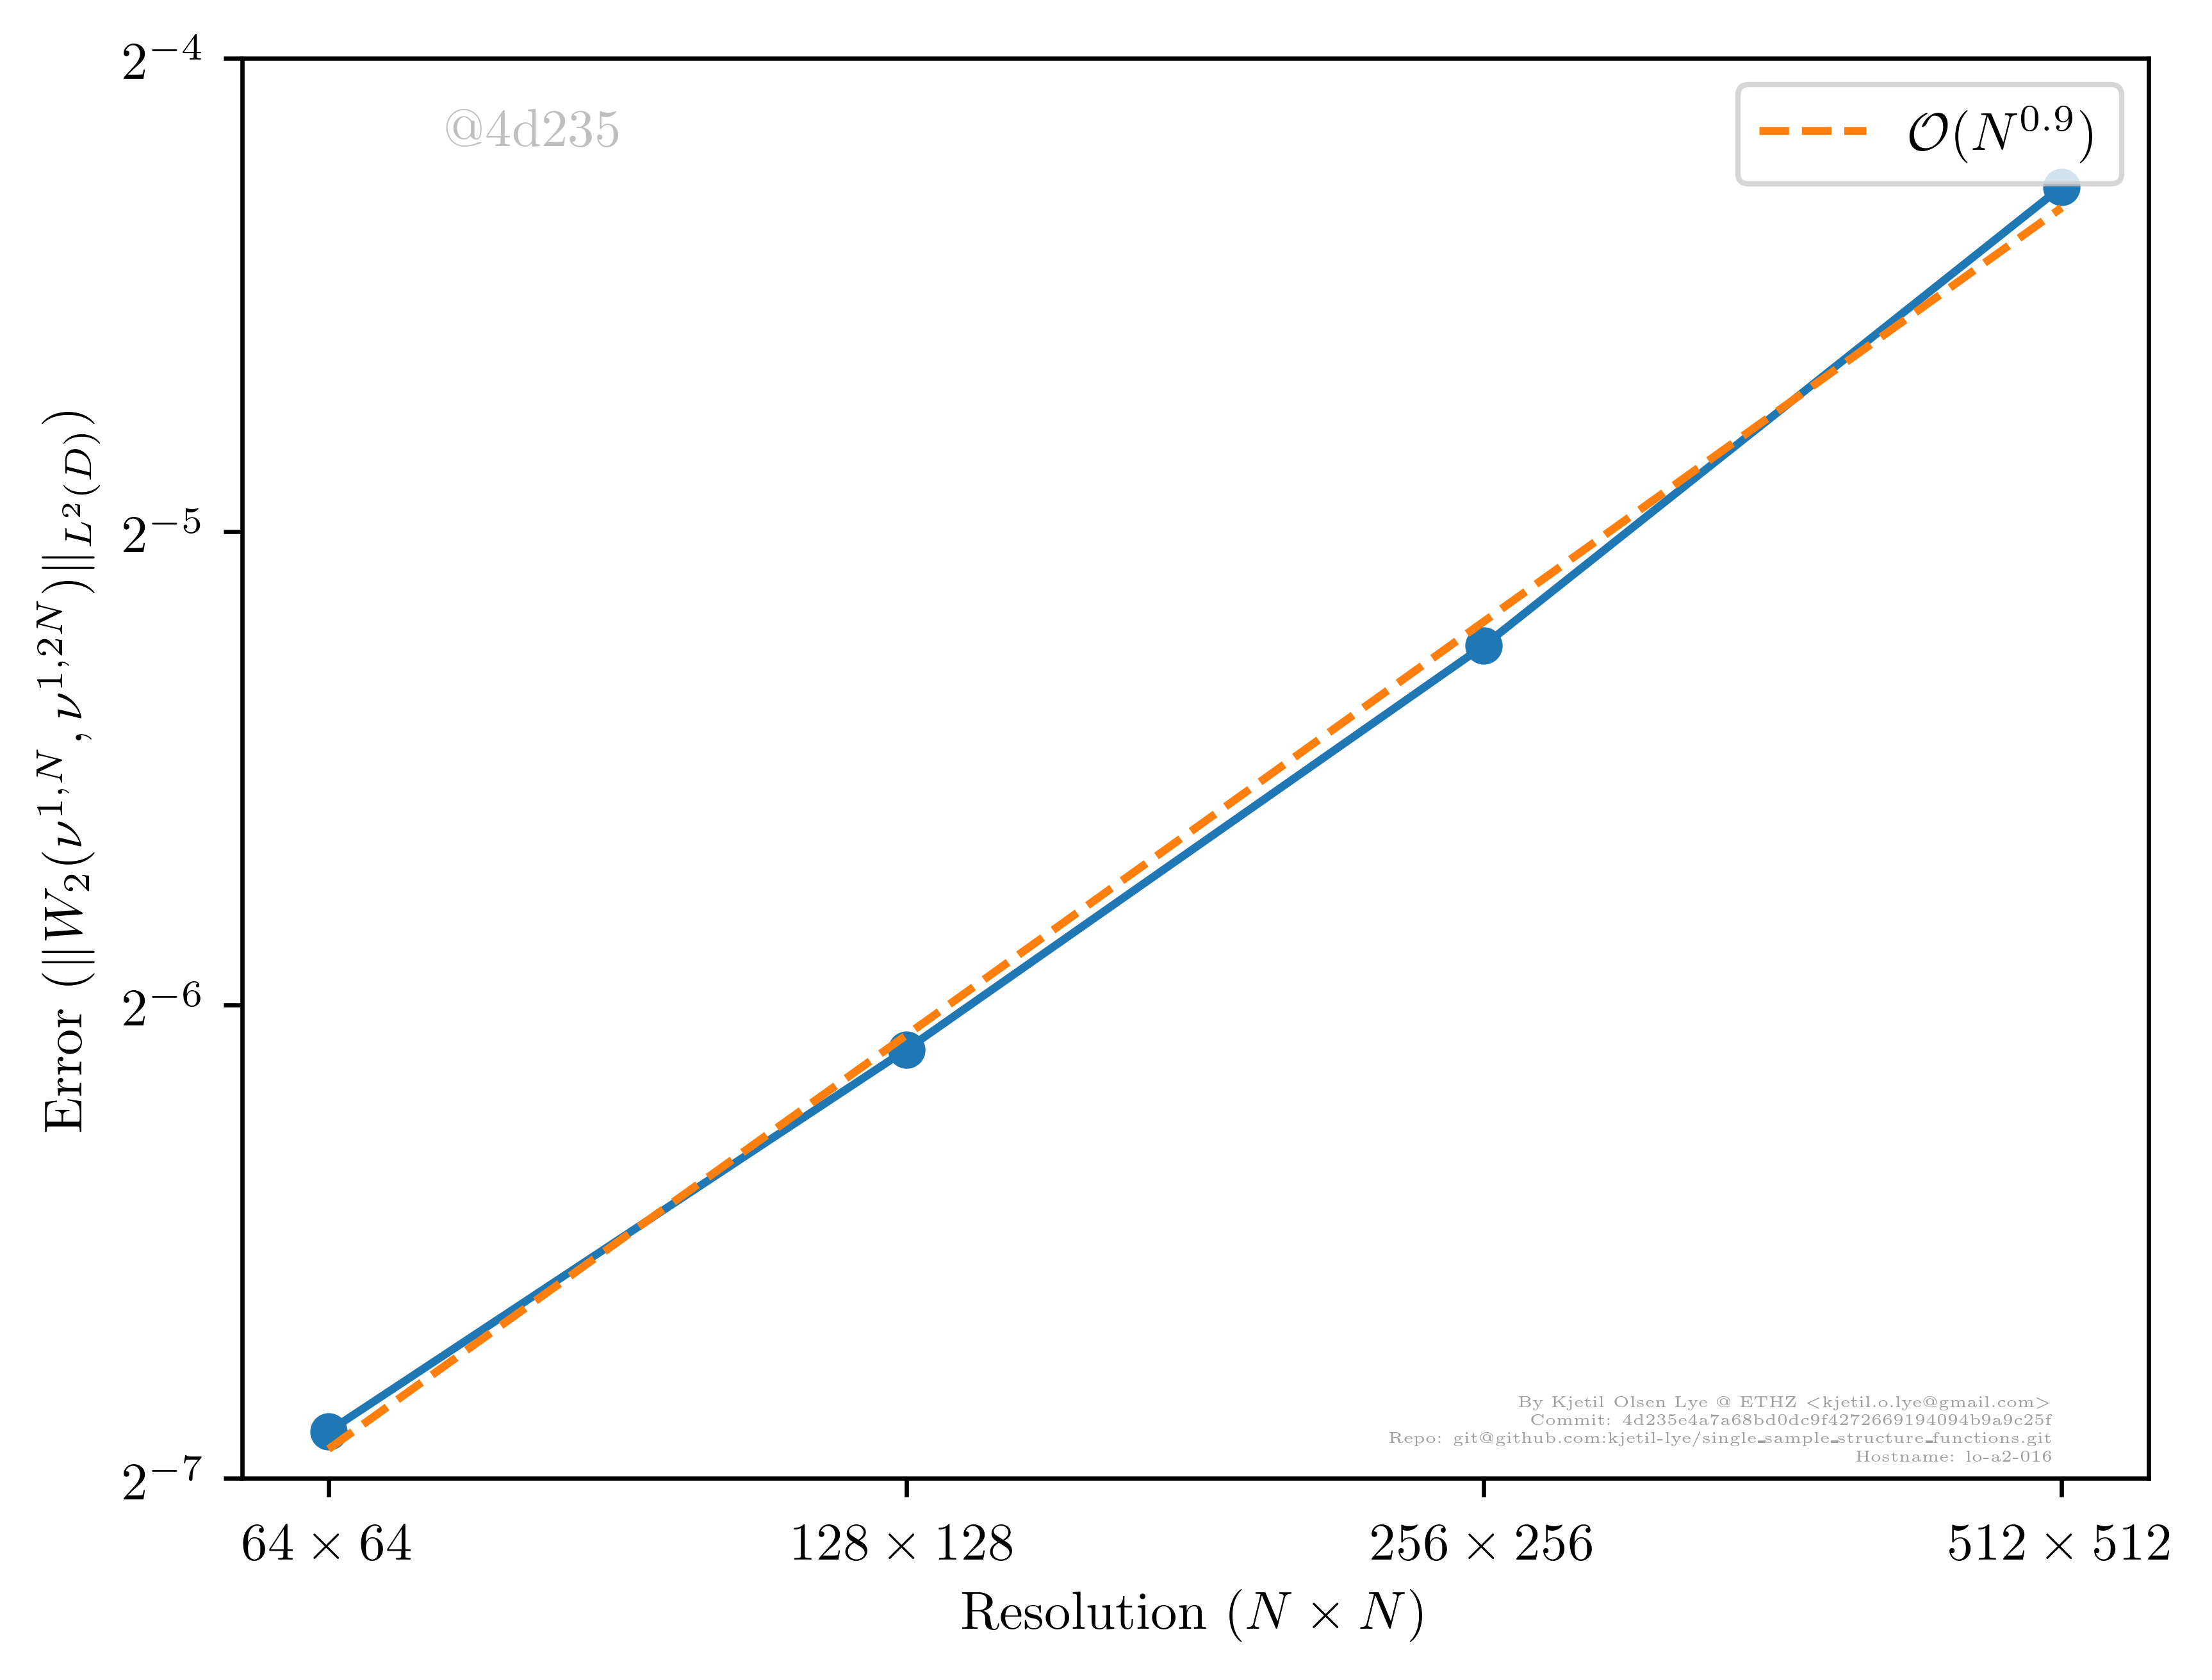 2^{-4}
@4d235
𝒪(N^{0.9})
2^{-5}
2^{-6}
2^{-7}
Error (||W_2(ν^{1,N}, ν^{1,2N})||_{L^2(D)})
By Kjetil Olsen Lye @ ETHZ <kjetil.o.lye@gmail.com>
Commit: 4d235e4a7a68bd0dc9f4272669194094b9a9c25f
Repo: git@github.com:kjetil-lye/single_sample_structure_functions.git
Hostname: lo-a2-016
64 × 64 128 × 128 256 × 256 512 × 512
Resolution (N × N)